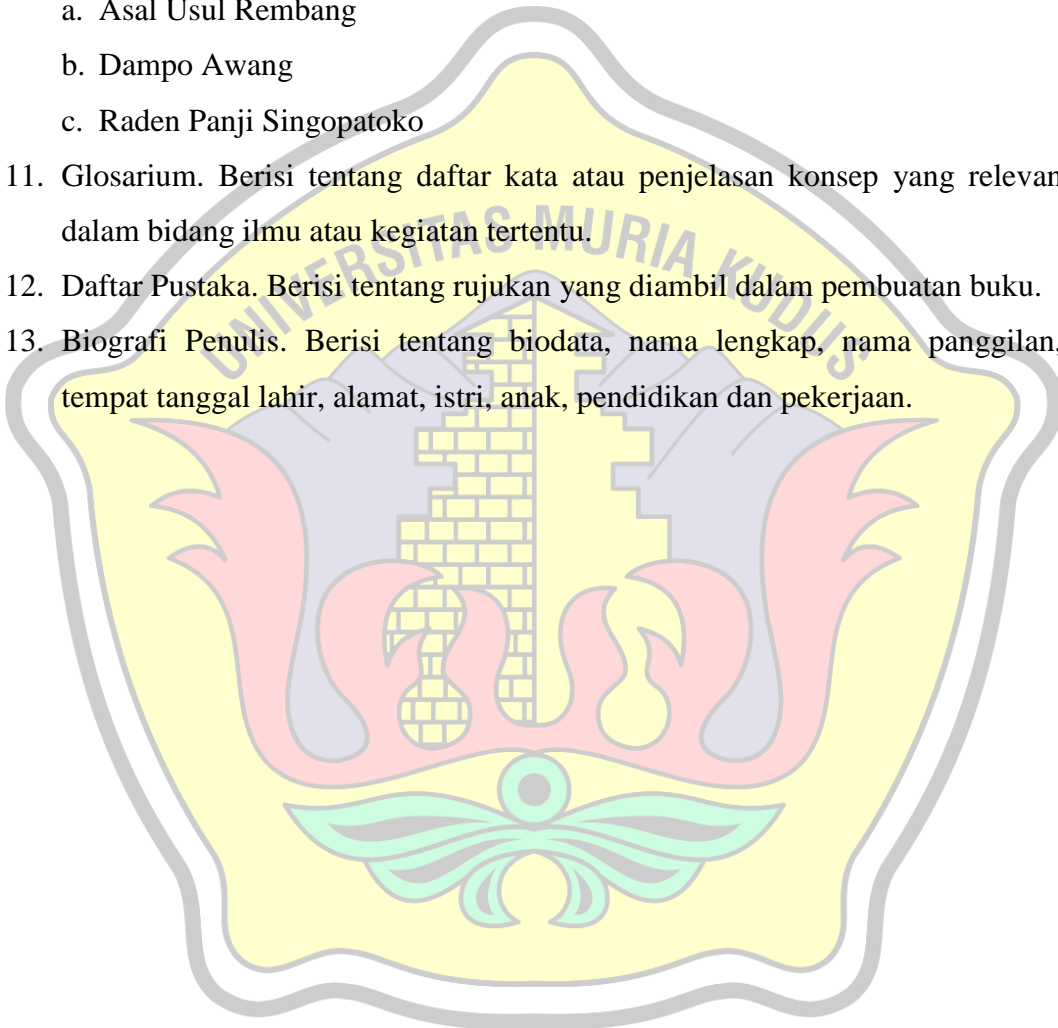 a. Asal Usul Rembang
b. Dampo Awang
c. Raden Panji Singopatoko
11. Glosarium. Berisi tentang daftar kata atau penjelasan konsep yang relevan
dalam bidang ilmu atau kegiatan tertentu.
UNIVERSITAS MURIA KUDUS
12. Daftar Pustaka. Berisi tentang rujukan yang diambil dalam pembuatan buku.
13. Biografi Penulis. Berisi tentang biodata, nama lengkap, nama panggilan,
tempat tanggal lahir, alamat, istri, anak, pendidikan dan pekerjaan.